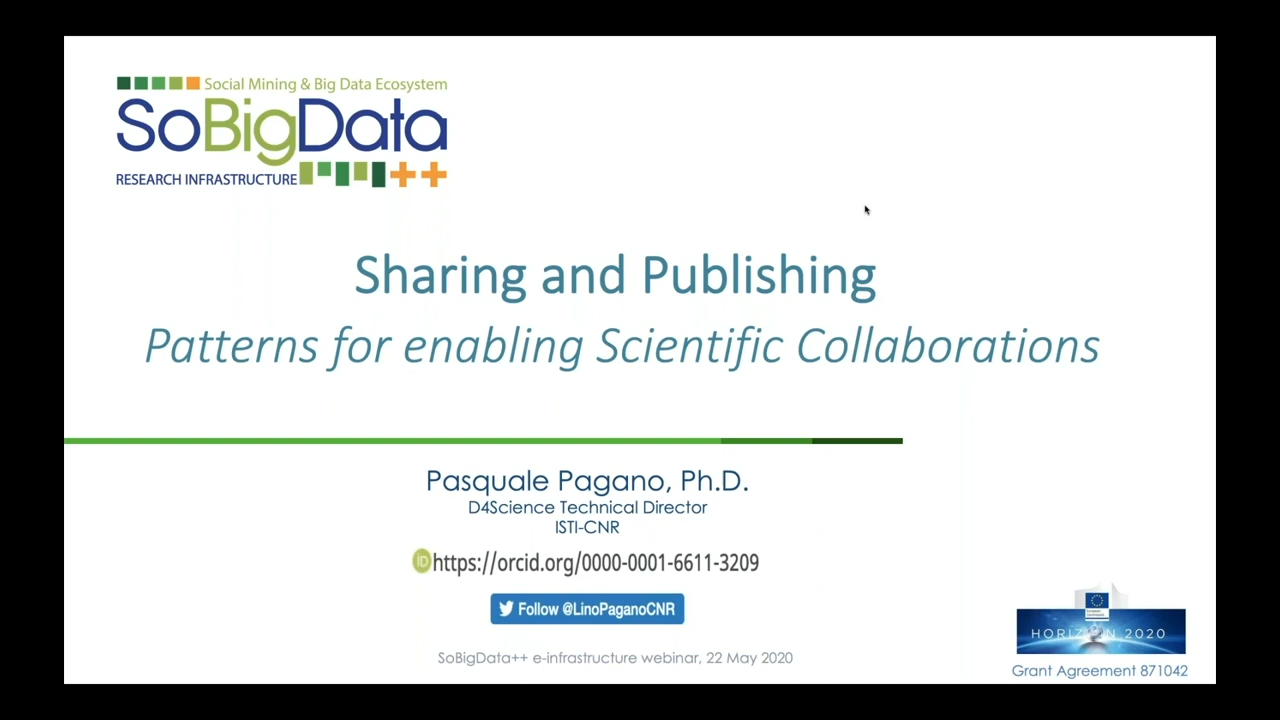 Social Mining & Big Data Ecosystem
SoBigData
RESEARCH INFRASTRUCTURE ++
Sharing and Publishing
Patterns for enabling Scientific Collaborations
Pasquale Pagano, Ph.D.
D4Science Technical Director
ISTI-CNR
iD https://orcid.org/0000-0001-6611-3209
Follow @LinoPaganoCNR
HORIZON 2020
SoBigData++ e-infrastructure webinar, 22 May 2020
Grant Agreement 871042